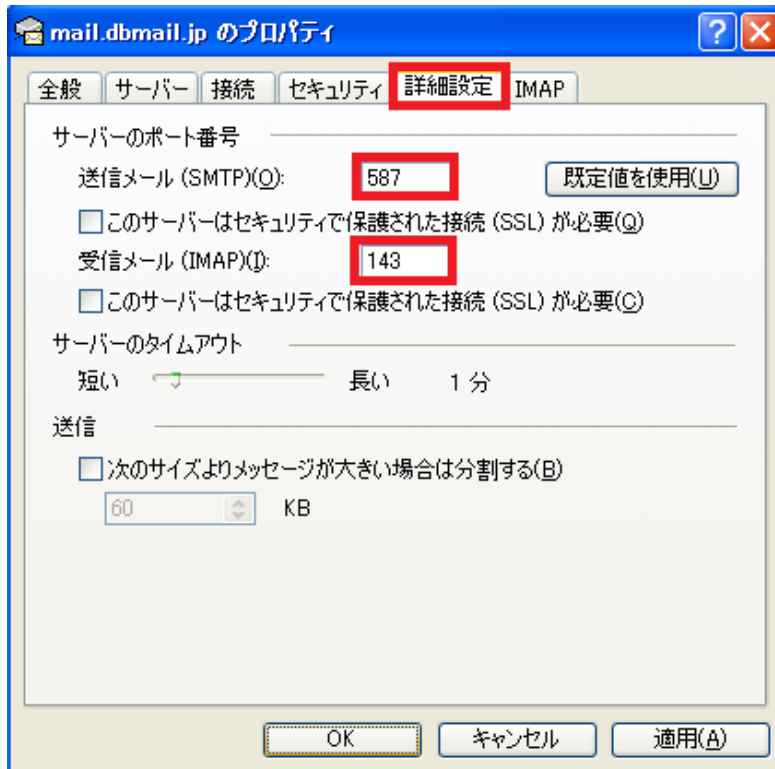 mail.dbmail.jp のプロパティ
全般 サーバー 接続 セキュリティ 詳細設定 IMAP
サーバーのポート番号
送信メール (SMTP)(O): 587 既定値を使用(U)
このサーバーはセキュリティで保護された接続 (SSL) が必要(Q)
受信メール (IMAP)(I): 143
このサーバーはセキュリティで保護された接続 (SSL) が必要(C)
サーバーのタイムアウト
短い 長い 1 分
送信
次のサイズよりメッセージが大きい場合は分割する(B)
60 KB
OK キャンセル 適用(A)